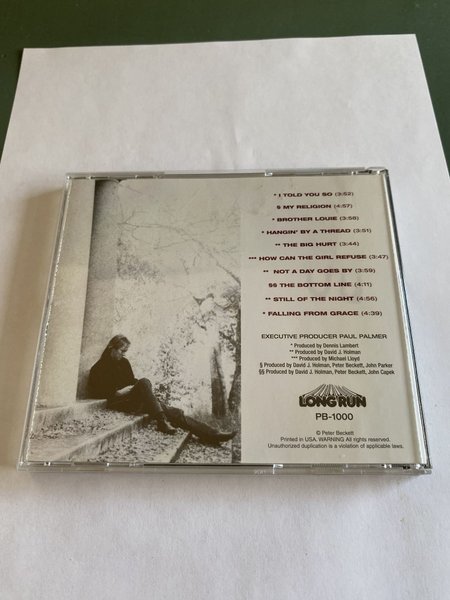 * I TOLD YOU SO (3:52)
§ MY RELIGION (4:57)
* BROTHER LOUIE (3:58)
* HANGIN' BY A THREAD (3:51)
** THE BIG HURT (3:44)
*** HOW CAN THE GIRL REFUSE (3:47)
** NOT A DAY GOES BY (3:59)
§§ THE BOTTOM LINE (4:11)
** STILL OF THE NIGHT (4:56)
* FALLING FROM GRACE (4:39)
EXECUTIVE PRODUCER PAUL PALMER
* Produced by Dennis Lambert
** Produced by David J. Holman
*** Produced by Michael Lloyd
§ Produced by David J. Holman, Peter Beckett, John Parker
§§ Produced by David J. Holman, Peter Beckett, John Capek
LONG RUN
PB-1000
© Peter Beckett
Printed in USA. WARNING All rights reserved.
Unauthorized duplication is a violation of applicable laws.